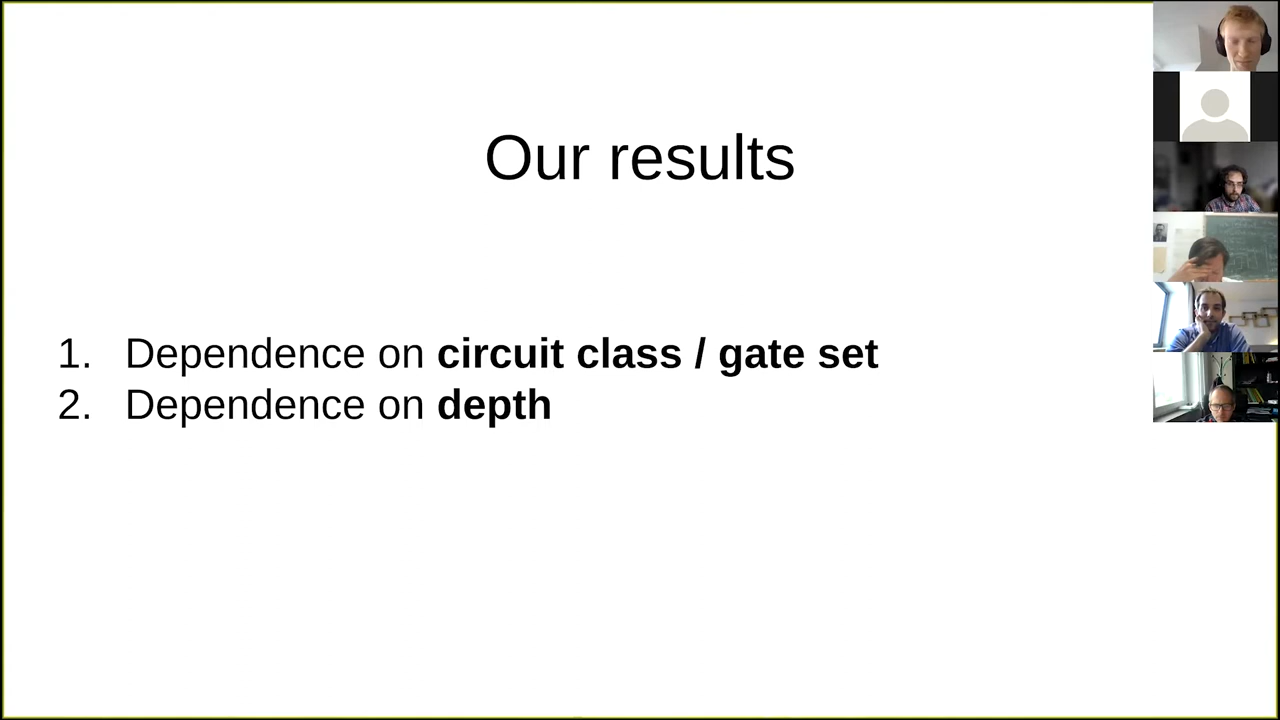 Our results
1. Dependence on circuit class / gate set
2. Dependence on depth